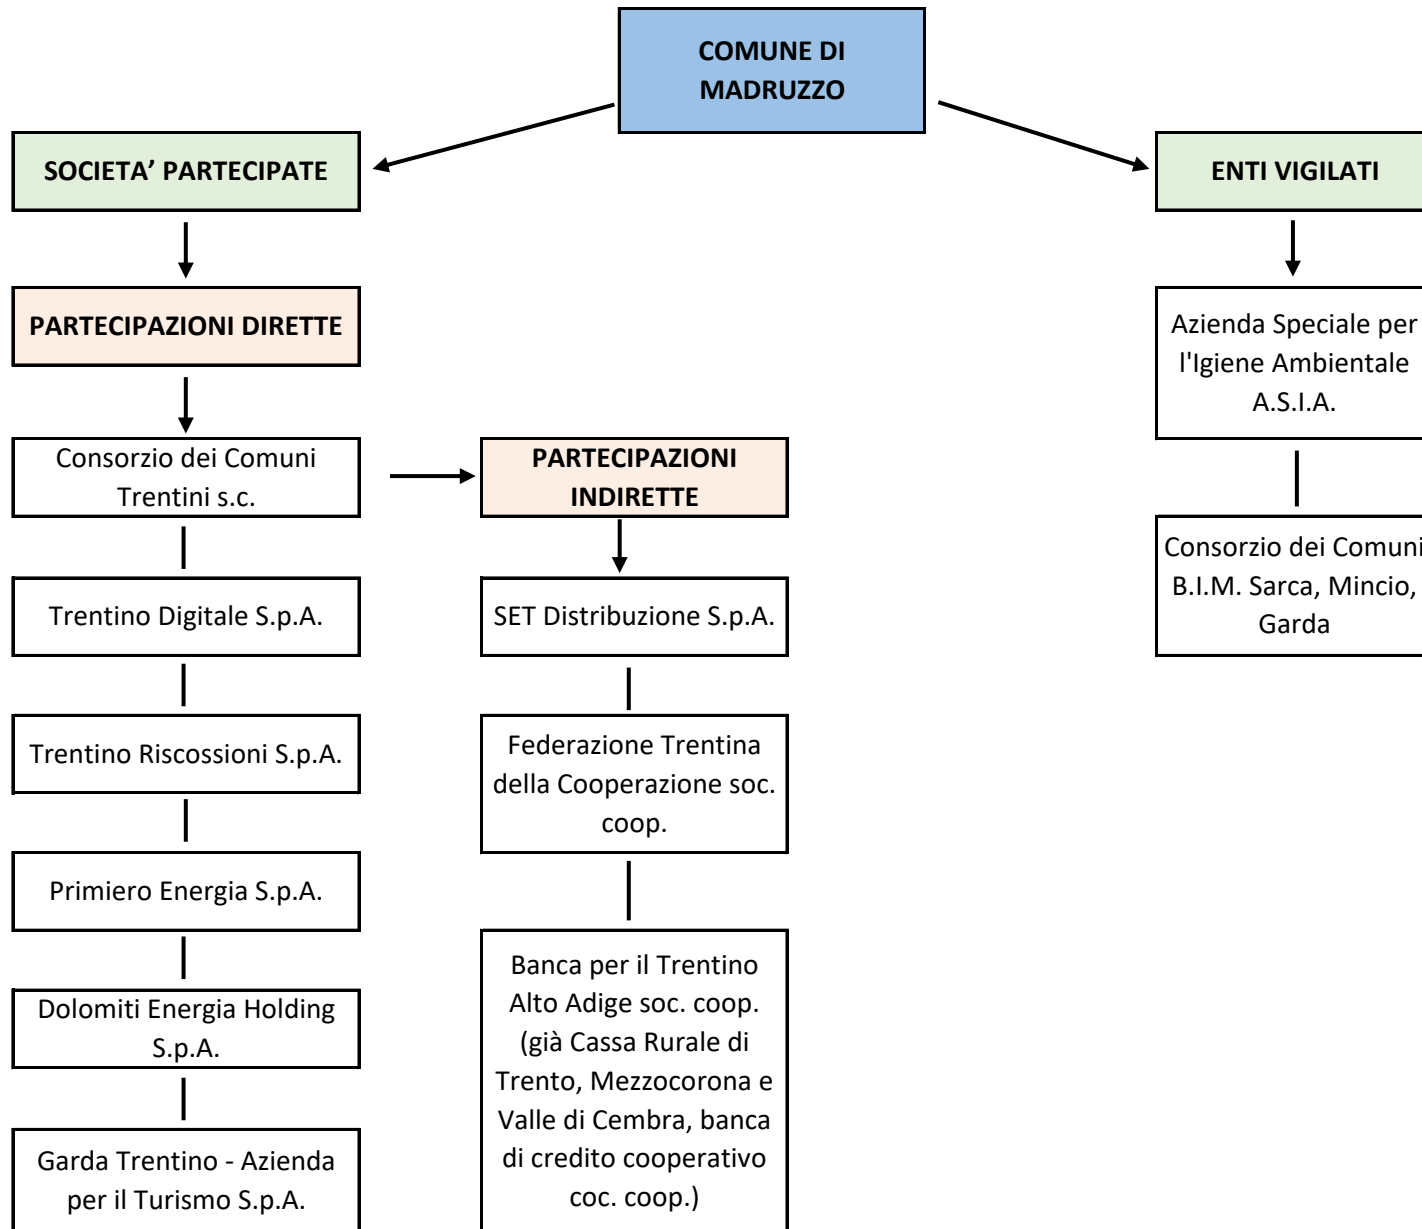 COMUNE DI
MADRUZZO
SOCIETA’ PARTECIPATE
ENTI VIGILATI
PARTECIPAZIONI DIRETTE
Azienda Speciale per
l'Igiene Ambientale
A.S.I.A.
Consorzio dei Comuni
Trentini s.c.
PARTECIPAZIONI
INDIRETTE
Consorzio dei Comuni
B.I.M. Sarca, Mincio,
Garda
Trentino Digitale S.p.A.
SET Distribuzione S.p.A.
Trentino Riscossioni S.p.A.
Federazione Trentina
della Cooperazione soc.
coop.
Primiero Energia S.p.A.
Dolomiti Energia Holding
S.p.A.
Banca per il Trentino
Alto Adige soc. coop.
(già Cassa Rurale di
Trento, Mezzocorona e
Valle di Cembra, banca
di credito cooperativo
coc. coop.)
Garda Trentino - Azienda
per il Turismo S.p.A.